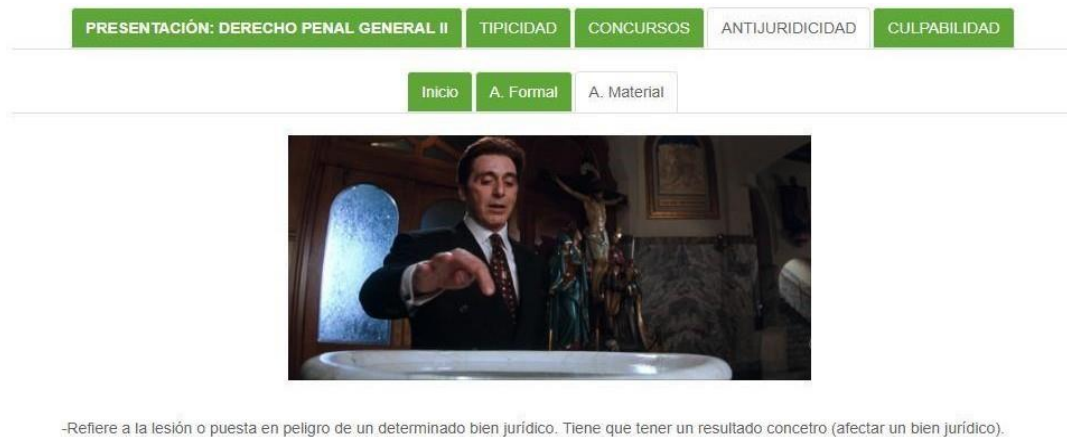 PRESENTACIÓN: DERECHO PENAL GENERAL II TIPICIDAD CONCURSOS ANTIJURIDICIDAD CULPABILIDAD
Inicio A. Formal A. Material
-Refiere a la lesión o puesta en peligro de un determinado bien jurídico. Tiene que tener un resultado concetro (afectar un bien jurídico).